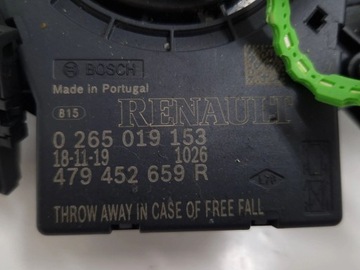 BOSCH
Made in Portugal
815 RENAULT
0 265 019 153
18-11-19 1026
479 452 659 R
THROW AWAY IN CASE OF FREE FALL